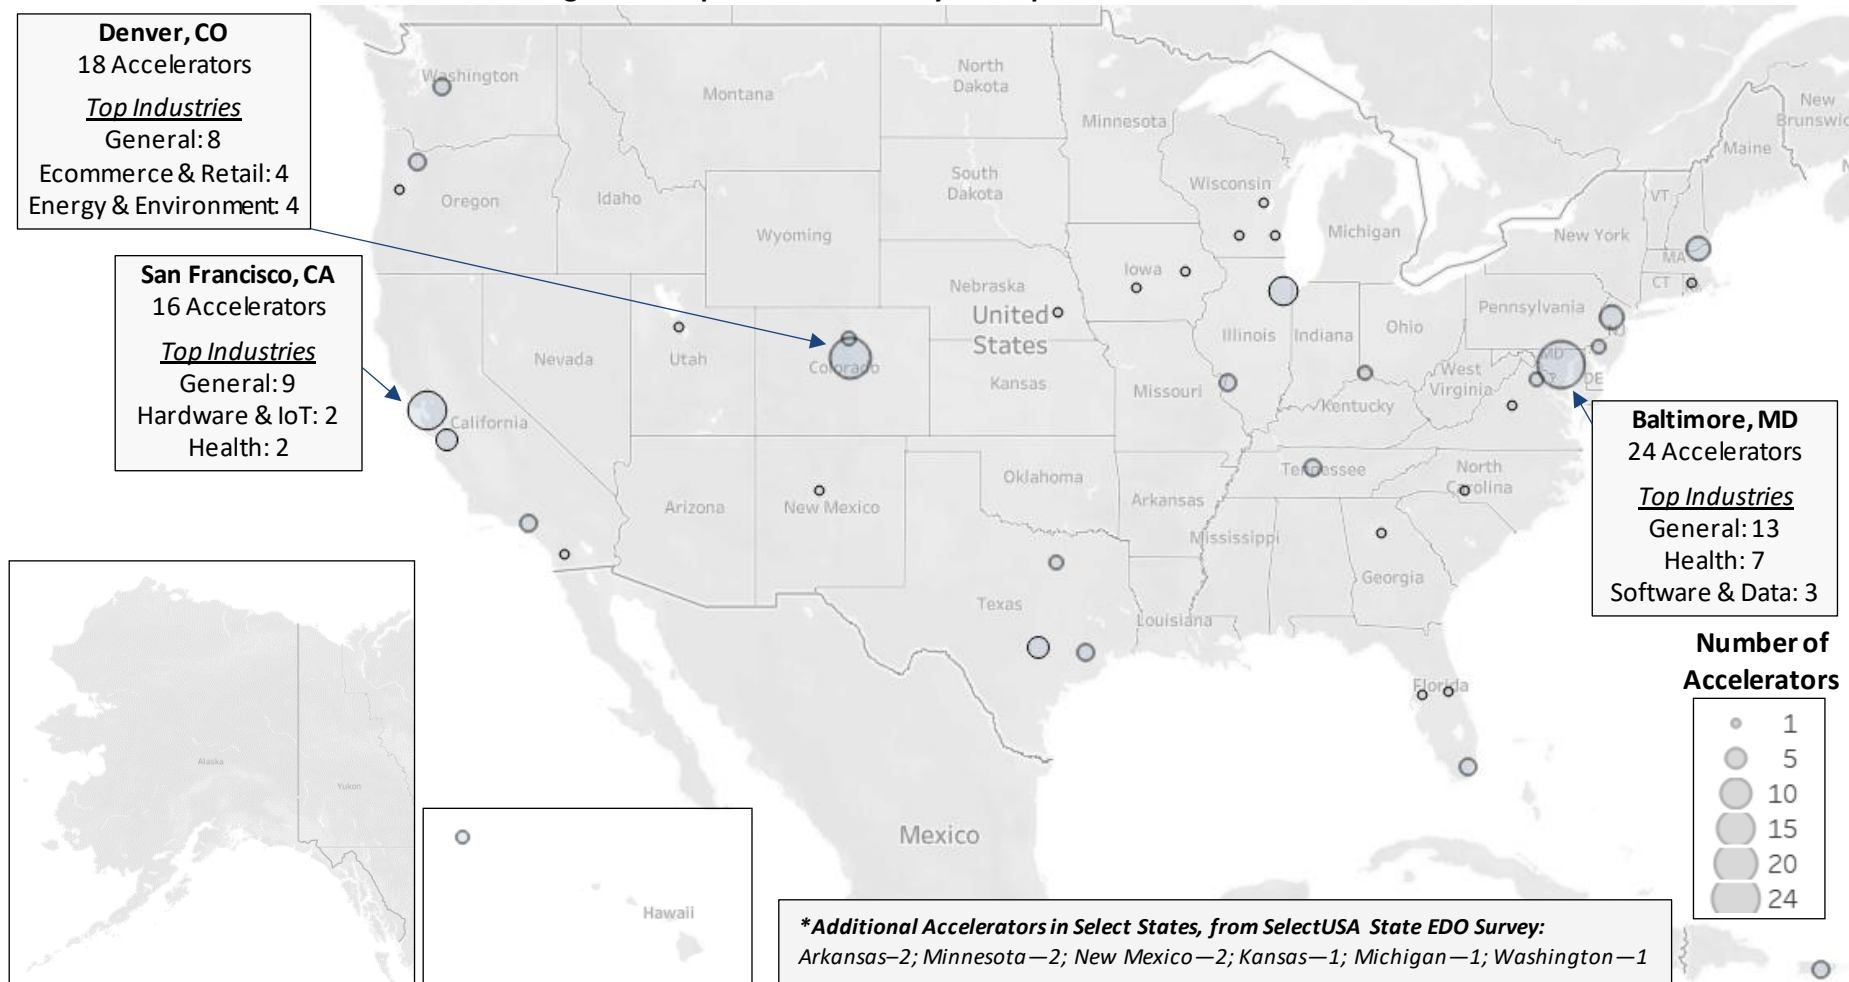 Denver, CO
18 Accelerators
Top Industries
General: 8
Ecommerce & Retail: 4
Energy & Environment: 4
San Francisco, CA
16 Accelerators
Top Industries
General: 9
Hardware & IoT: 2
Health: 2
Baltimore, MD
24 Accelerators
Top Industries
General: 13
Health: 7
Software & Data: 3
Number of
Accelerators
1
5
10
15
20
24
Washington
Montana
North
Dakota
Minnesota
New
Maine
Oregon
Idaho
South
Dakota
Wisconsin
VT
Wyoming
Michigan
New York
MA
CT
Iowa
Nebraska
Pennsylvania
NJ
United
States
Nevada
Utah
Colorado
Illinois
Indiana
Ohio
MD
DE
West
Virginia
Kansas
Missouri
Kentucky
California
Arizona
New Mexico
Oklahoma
Arkansas
Tennessee
North
Carolina
Mississippi
Georgia
Texas
Louisiana
Florida
Mexico
Alaska
Yukon
Hawaii
*Additional Accelerators in Select States, from SelectUSA State EDO Survey:
Arkansas–2; Minnesota—2; New Mexico—2; Kansas—1; Michigan—1; Washington—1